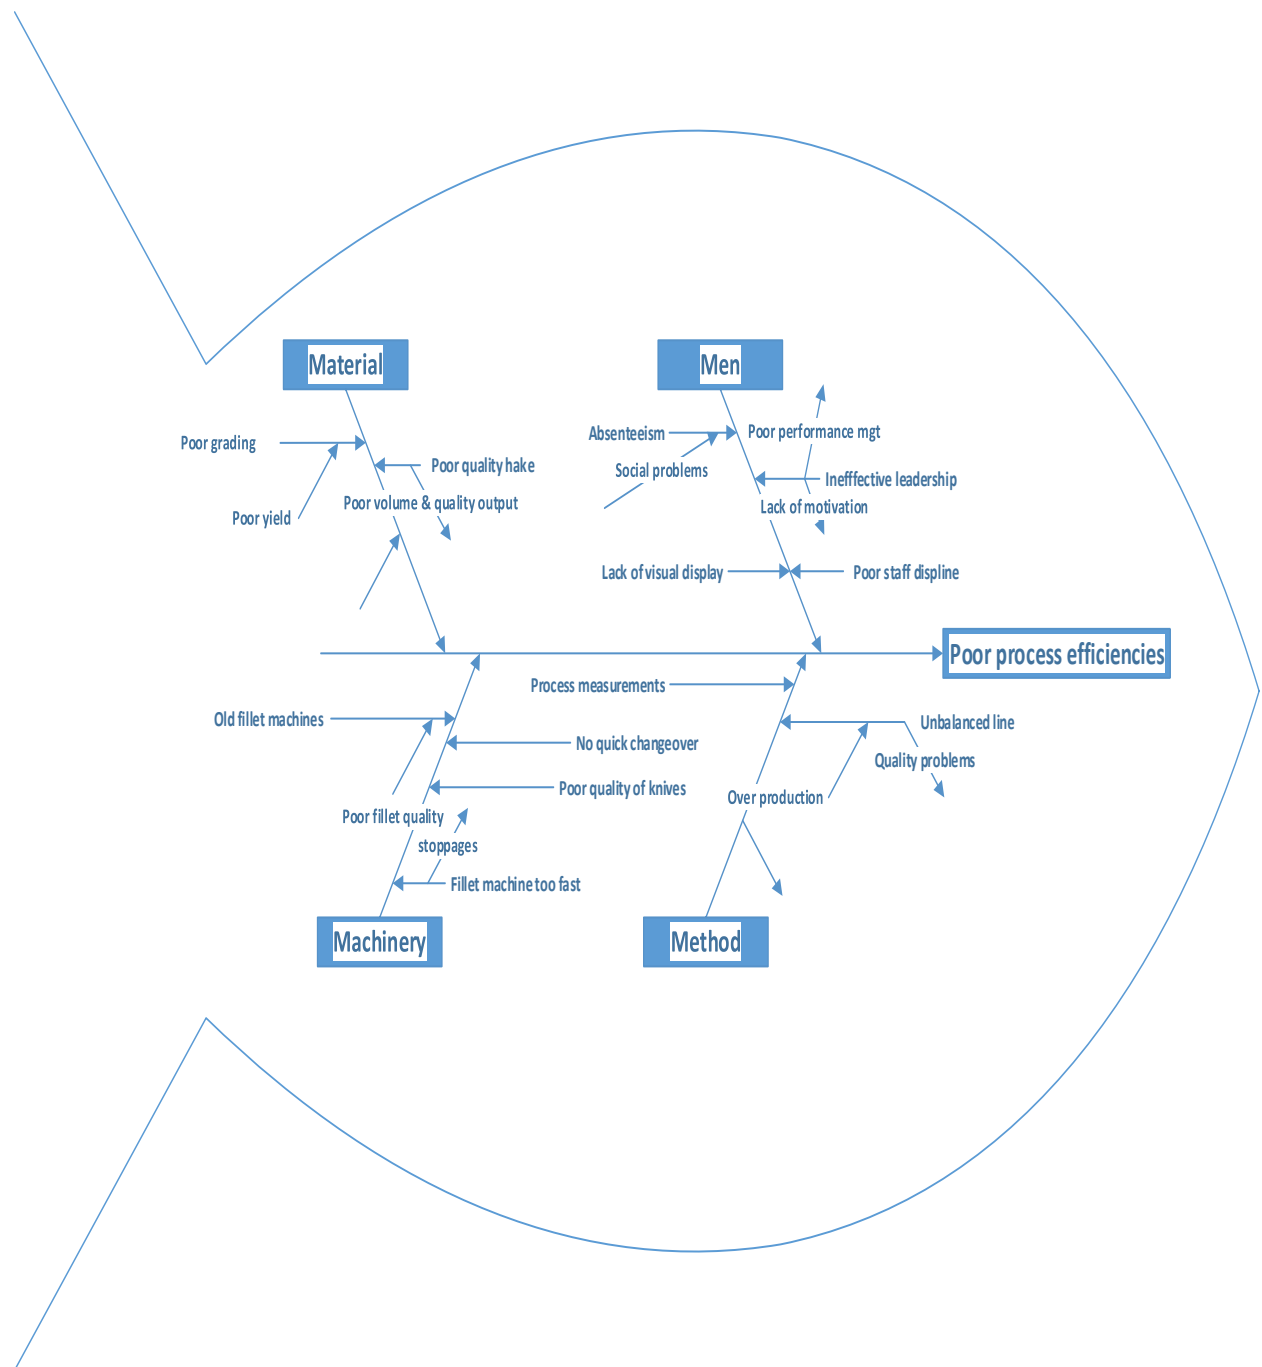 Material
Men
Poor grading
Absenteeism
Poor performance mgt
Poor quality hake
Social problems
Inefffective leadership
Poor volume & quality output
Lack of motivation
Poor yield
Lack of visual display
Poor staff displine
Poor process efficiencies
Process measurements
Old fillet machines
Unbalanced line
No quick changeover
Quality problems
Poor quality of knives
Over production
Poor fillet quality
stoppages
Fillet machine too fast
Machinery
Method